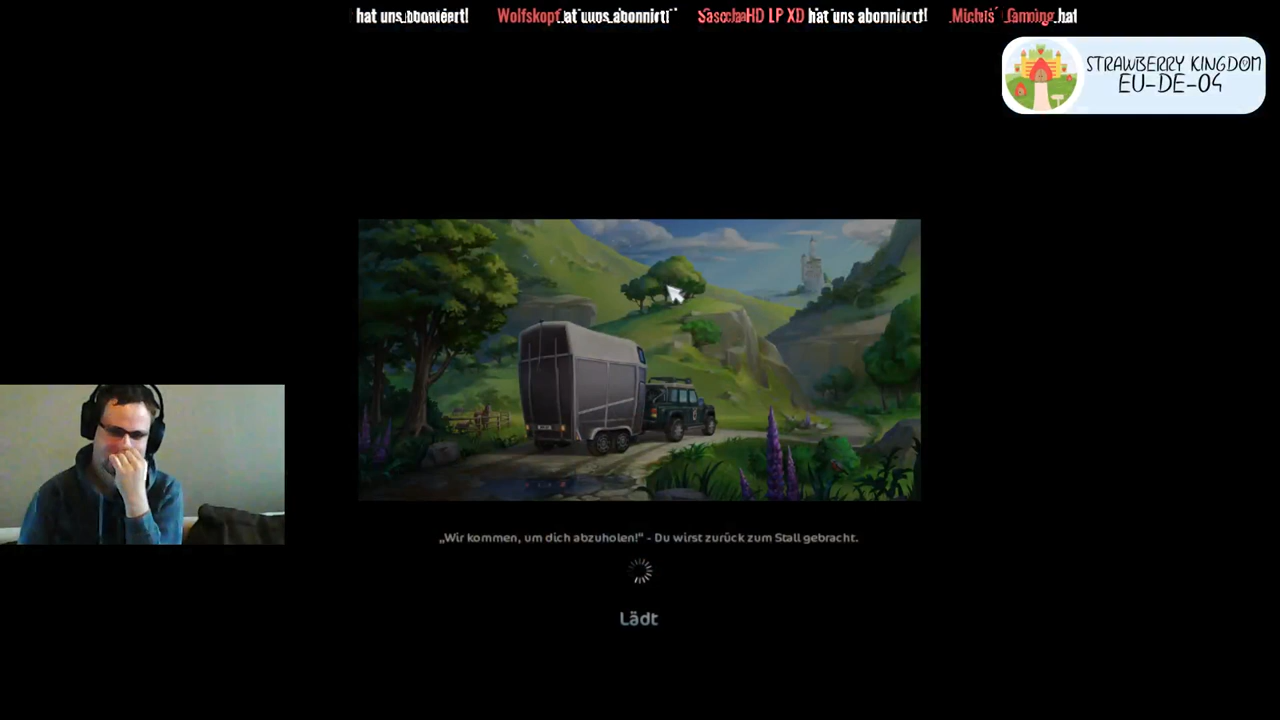 hat uns abonniert! Wolfskopf hat uns abonniert! SaschaHD LP XD hat uns abonniert! Michis Gaming hat
STRAWBERRY KINGDOM
EU-DE-04
„Wir kommen, um dich abzuholen!“ - Du wirst zurück zum Stall gebracht.
Lädt